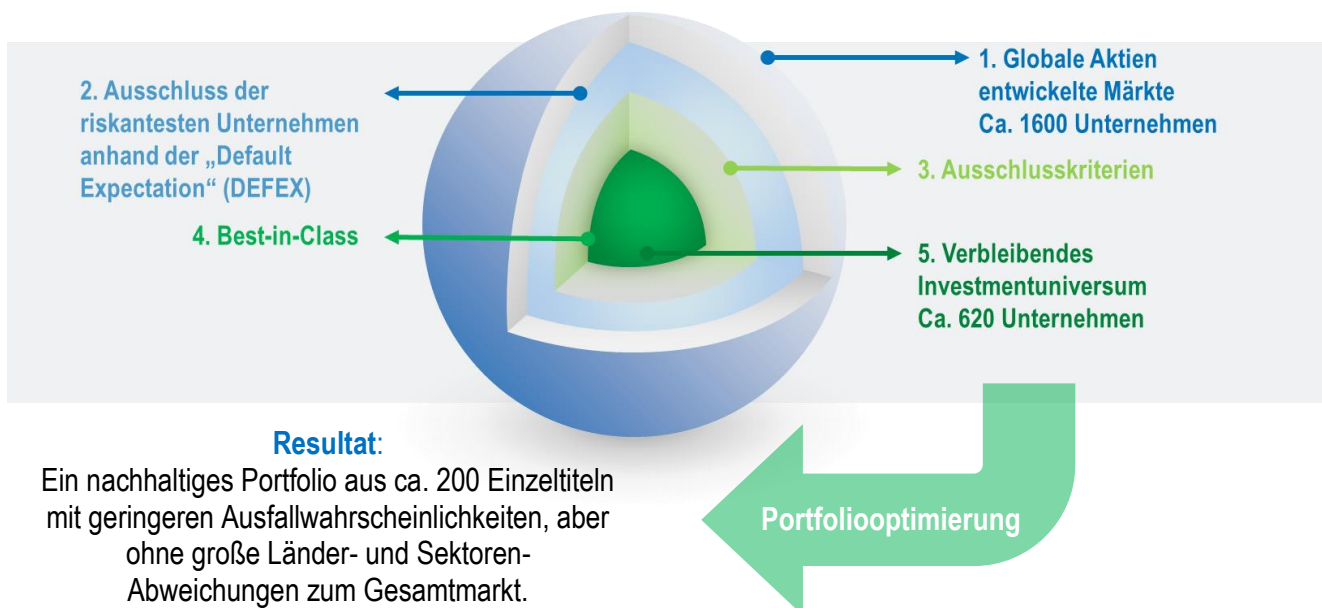 1. Globale Aktien
entwickelte Märkte
Ca. 1600 Unternehmen
2. Ausschluss der
riskantesten Unternehmen
anhand der „Default
Expectation“ (DEFEX)
3. Ausschlusskriterien
4. Best-in-Class
5. Verbleibendes
Investmentuniversum
Ca. 620 Unternehmen
Portfoliooptimierung
Resultat:
Ein nachhaltiges Portfolio aus ca. 200 Einzeltiteln
mit geringeren Ausfallwahrscheinlichkeiten, aber
ohne große Länder- und Sektoren-
Abweichungen zum Gesamtmarkt.